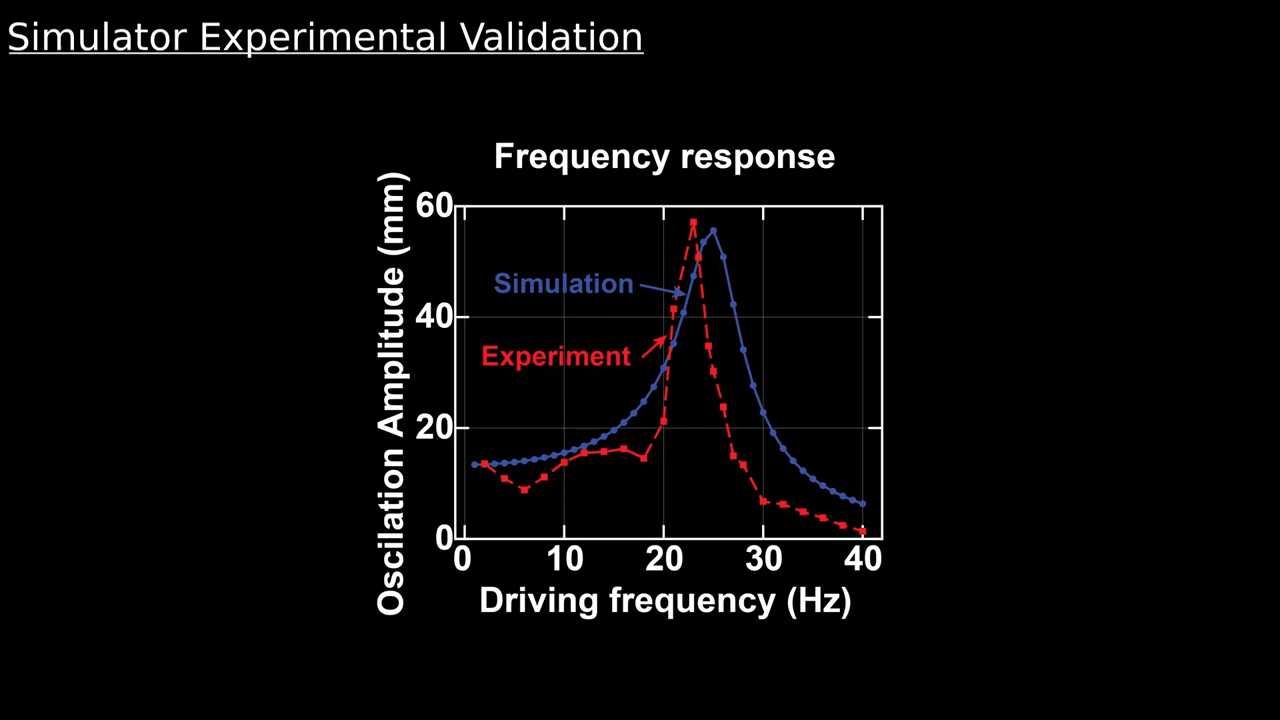 Simulator Experimental Validation
Frequency response
Oscilation Amplitude (mm)
60
40
20
0
Simulation
Experiment
0 10 20 30 40
Driving frequency (Hz)